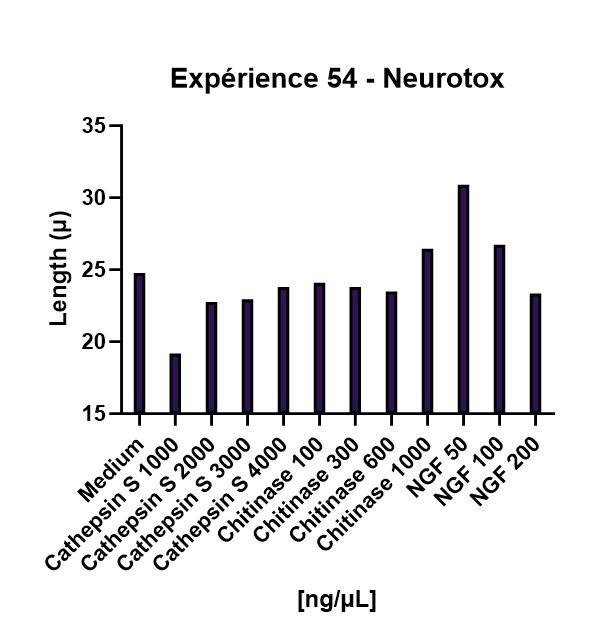 Expérience 54 - Neurotox
35
30
25
20
15
Length (µ)
Medium
Cathepsin S 1000
Cathepsin S 2000
Cathepsin S 3000
Cathepsin S 4000
Chitinase 100
Chitinase 300
Chitinase 600
Chitinase 1000
NGF 50
NGF 100
NGF 200
[ng/µL]